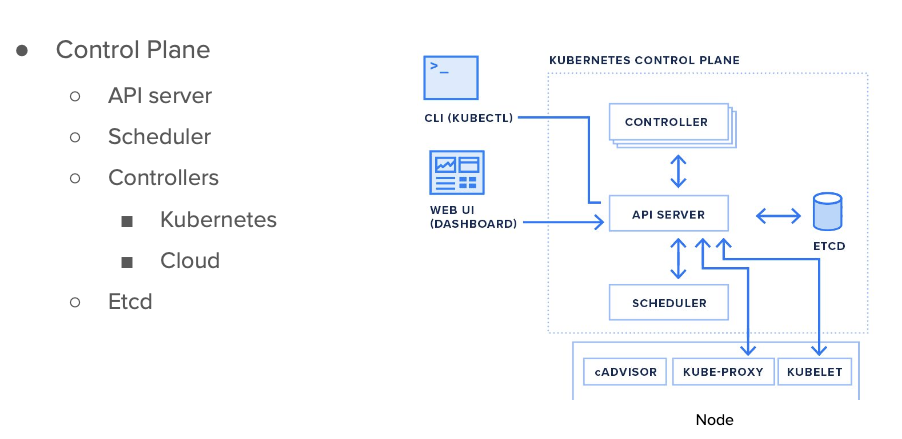 Control Plane
API server
Scheduler
Controllers
Kubernetes
Cloud
Etcd
KUBERNETES CONTROL PLANE
>_
CLI (KUBECTL)
CONTROLLER
WEB UI
(DASHBOARD)
API SERVER
ETCD
SCHEDULER
cADVISOR
KUBE-PROXY
KUBELET
Node